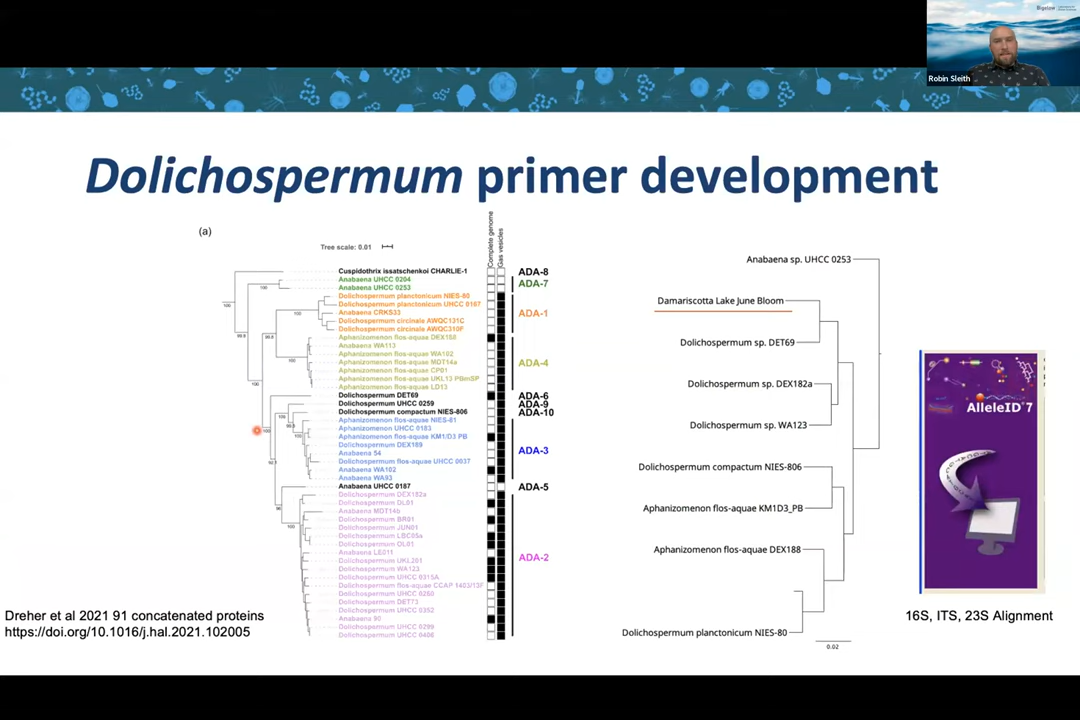 Bigelow
Robin Sleith
Dolichospermum primer development
(a)
Tree scale: 0.01
Complete genome
Gas vesicles
Cuspidothrix issatschenkoi CHARLIE-1
Anabaena UHCC 0204
Anabaena UHCC 0253
Dolichospermum planctonicum NIES-80
Dolichospermum planctonicum UHCC 0167
Anabaena CRKS33
Dolichospermum circinale AWQC131C
Dolichospermum circinale AWQC310F
Aphanizomenon flos-aquae DEX188
Anabaena WA113
Aphanizomenon flos-aquae WA102
Aphanizomenon flos-aquae MDT14a
Aphanizomenon flos-aquae CP01
Aphanizomenon flos-aquae UKL13 PBmSP
Aphanizomenon flos-aquae LD13
Dolichospermum DET69
Dolichospermum UHCC 0259
Dolichospermum compactum NIES-806
Aphanizomenon flos-aquae NIES-81
Aphanizomenon UHCC 0183
Aphanizomenon flos-aquae KM1/D3 PB
Dolichospermum DEX189
Anabaena 54
Dolichospermum flos-aquae UHCC 0037
Anabaena WA102
Anabaena WA93
Anabaena UHCC 0187
Dolichospermum DEX182a
Dolichospermum DL01
Anabaena MDT14b
Dolichospermum BR01
Dolichospermum JUN01
Dolichospermum LBC05a
Dolichospermum OL01
Anabaena LE011
Dolichospermum UKL201
Dolichospermum WA123
Dolichospermum UHCC 0315A
Dolichospermum flos-aquae CCAP 1403/13F
Dolichospermum UHCC 0260
Dolichospermum DET73
Dolichospermum UHCC 0352
Anabaena 90
Dolichospermum UHCC 0299
Dolichospermum UHCC 0406
ADA-8
ADA-7
ADA-1
ADA-4
ADA-6
ADA-9
ADA-10
ADA-3
ADA-5
ADA-2
Anabaena sp. UHCC 0253
Damariscotta Lake June Bloom
Dolichospermum sp. DET69
Dolichospermum sp. DEX182a
Dolichospermum sp. WA123
Dolichospermum compactum NIES-806
Aphanizomenon flos-aquae KM1D3_PB
Aphanizomenon flos-aquae DEX188
Dolichospermum planctonicum NIES-80
0.02
AlleleID 7
Dreher et al 2021 91 concatenated proteins
https://doi.org/10.1016/j.hal.2021.102005
16S, ITS, 23S Alignment